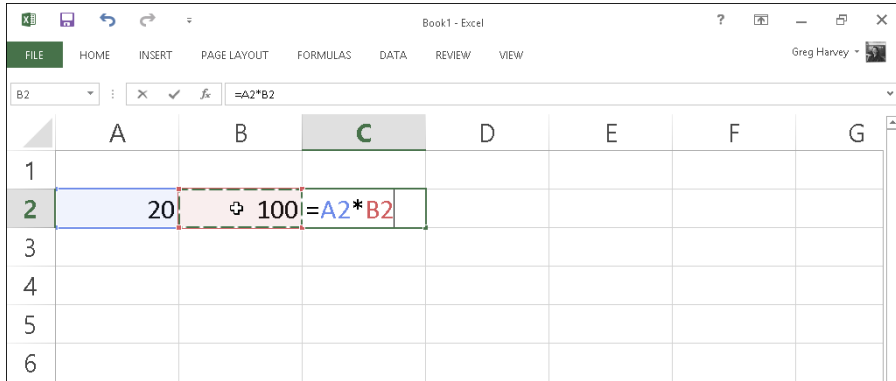 Book1 - Excel ?
FILE HOME INSERT PAGE LAYOUT FORMULAS DATA REVIEW VIEW Greg Harvey
B2 fx =A2*B2
A B C D E F G
1
2 20 100 =A2*B2
3
4
5
6